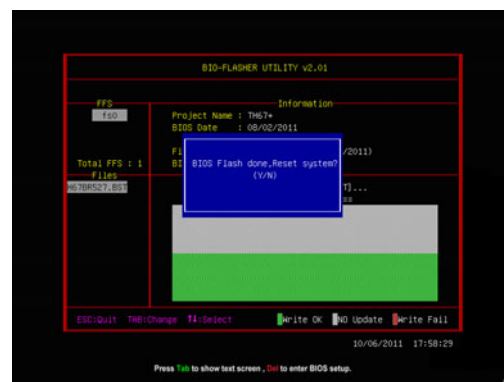 BIO-FLASHER UTILITY v2.01
FFS
Information
fs0
Project Name : TH67+
BIOS Date : 08/02/2011
Fi
/2011)
Total FFS : 1
BI
BIOS Flash done,Reset system?
(Y/N)
Files
H67BR527.BST
T]...
==
ESC:Quit TAB:Change ↑↓:Select Write OK NO Update Write Fail
10/06/2011 17:58:29
Press Tab to show text screen , Del to enter BIOS setup.